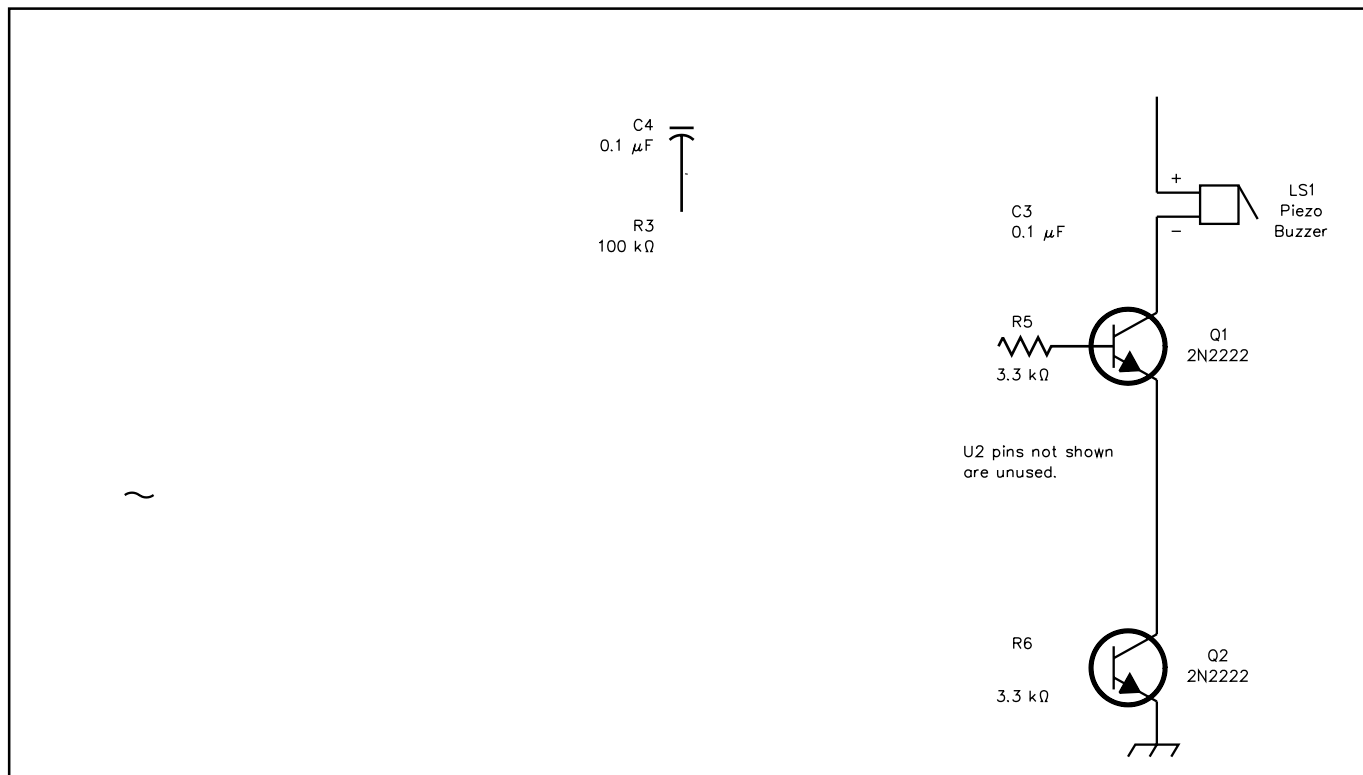 C4
0.1 μF
R3
100 kΩ
C3
0.1 μF
+
−
LS1
Piezo
Buzzer
R5
3.3 kΩ
Q1
2N2222
U2 pins not shown
are unused.
R6
3.3 kΩ
Q2
2N2222